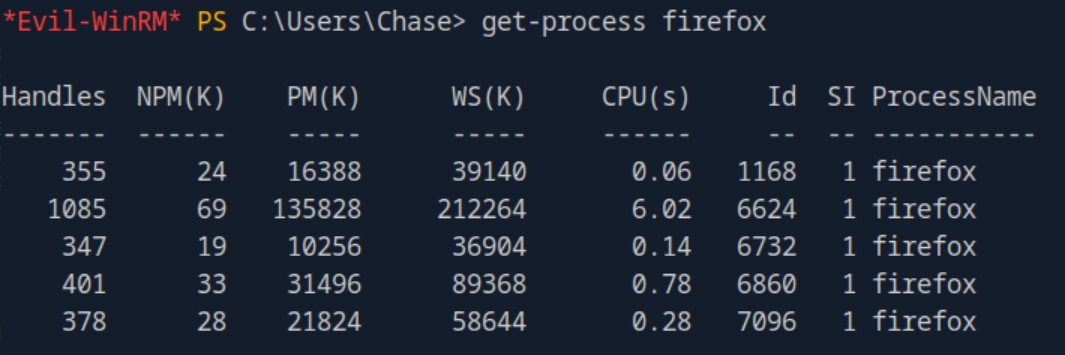 *Evil-WinRM* PS C:\Users\Chase> get-process firefox
Handles NPM(K) PM(K) WS(K) CPU(s) Id SI ProcessName
------- ------ ----- ----- ------ -- -- -----------
355 24 16388 39140 0.06 1168 1 firefox
1085 69 135828 212264 6.02 6624 1 firefox
347 19 10256 36904 0.14 6732 1 firefox
401 33 31496 89368 0.78 6860 1 firefox
378 28 21824 58644 0.28 7096 1 firefox